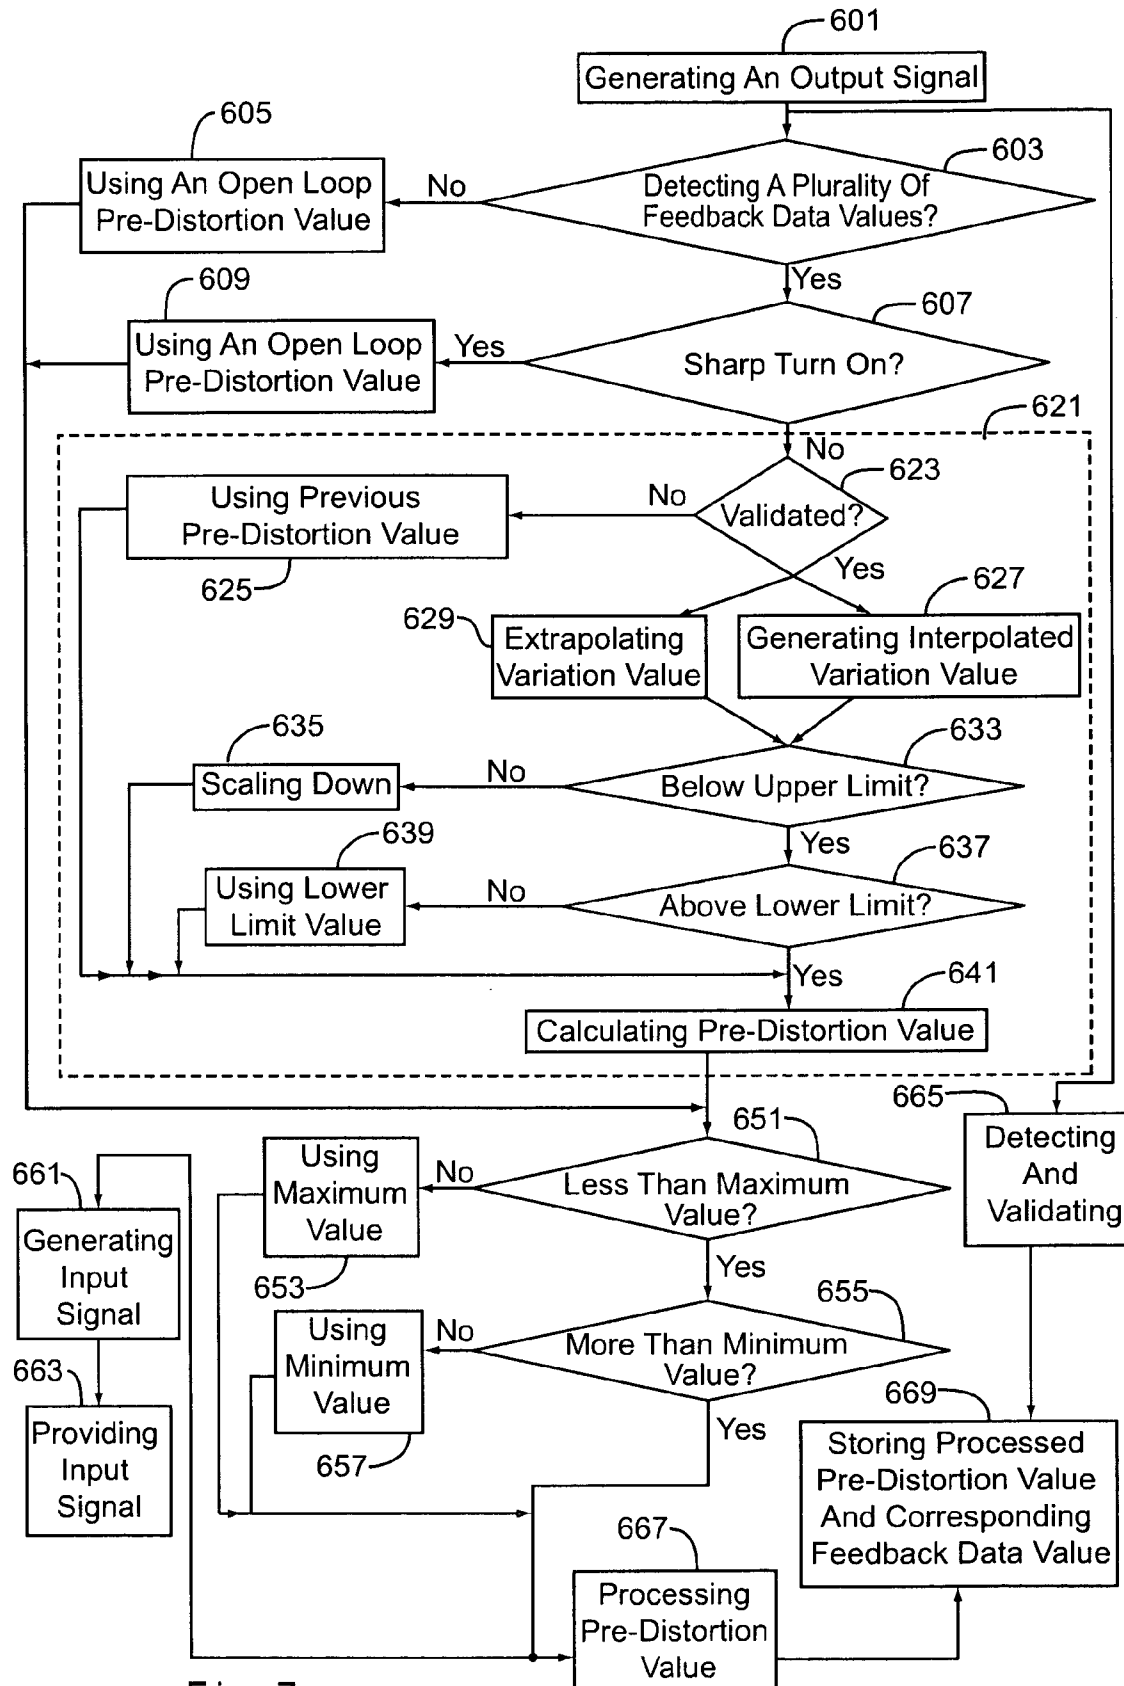 601
Generating An Output Signal
605
603
Using An Open Loop
Pre-Distortion Value
No
Detecting A Plurality Of
Feedback Data Values?
Yes
609
607
Using An Open Loop
Pre-Distortion Value
Yes
Sharp Turn On?
621
No
623
Using Previous
Pre-Distortion Value
No
Validated?
625
Yes
627
629
Extrapolating
Variation Value
Generating Interpolated
Variation Value
635
633
Scaling Down
No
Below Upper Limit?
639
Yes
637
Using Lower
Limit Value
No
Above Lower Limit?
Yes
641
Calculating Pre-Distortion Value
665
651
Detecting
And
Validating
661
Using
Maximum
Value
No
Less Than Maximum
Value?
Generating
Input
Signal
653
Yes
655
663
Using
Minimum
Value
No
More Than Minimum
Value?
669
Yes
Providing
Input
Signal
657
Storing Processed
Pre-Distortion Value
And Corresponding
Feedback Data Value
667
Processing
Pre-Distortion
Value